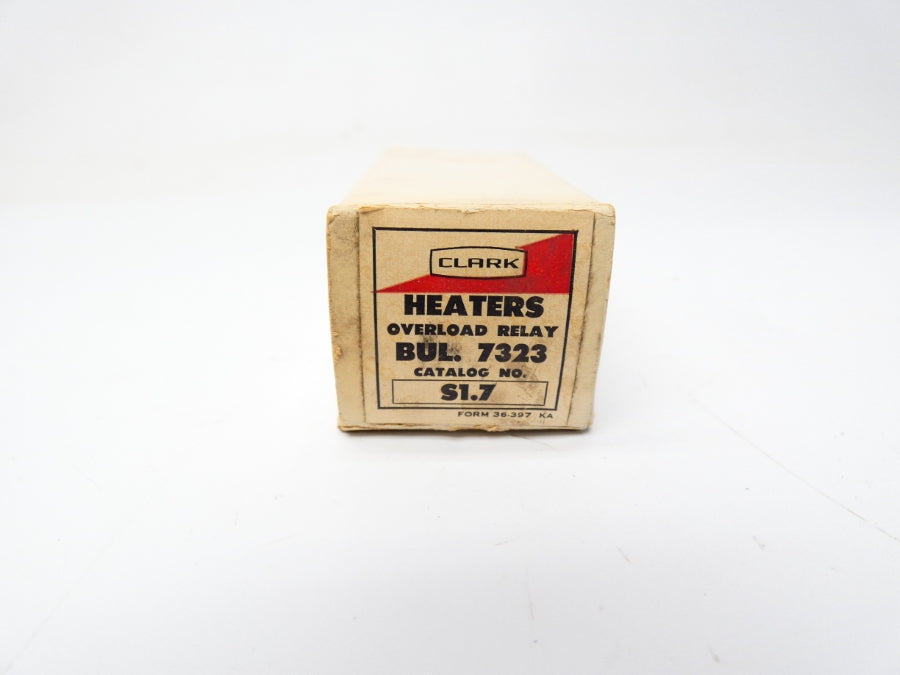 CLARK
HEATERS
OVERLOAD RELAY
BUL. 7323
CATALOG NO.
S1.7
FORM 36-397 KA